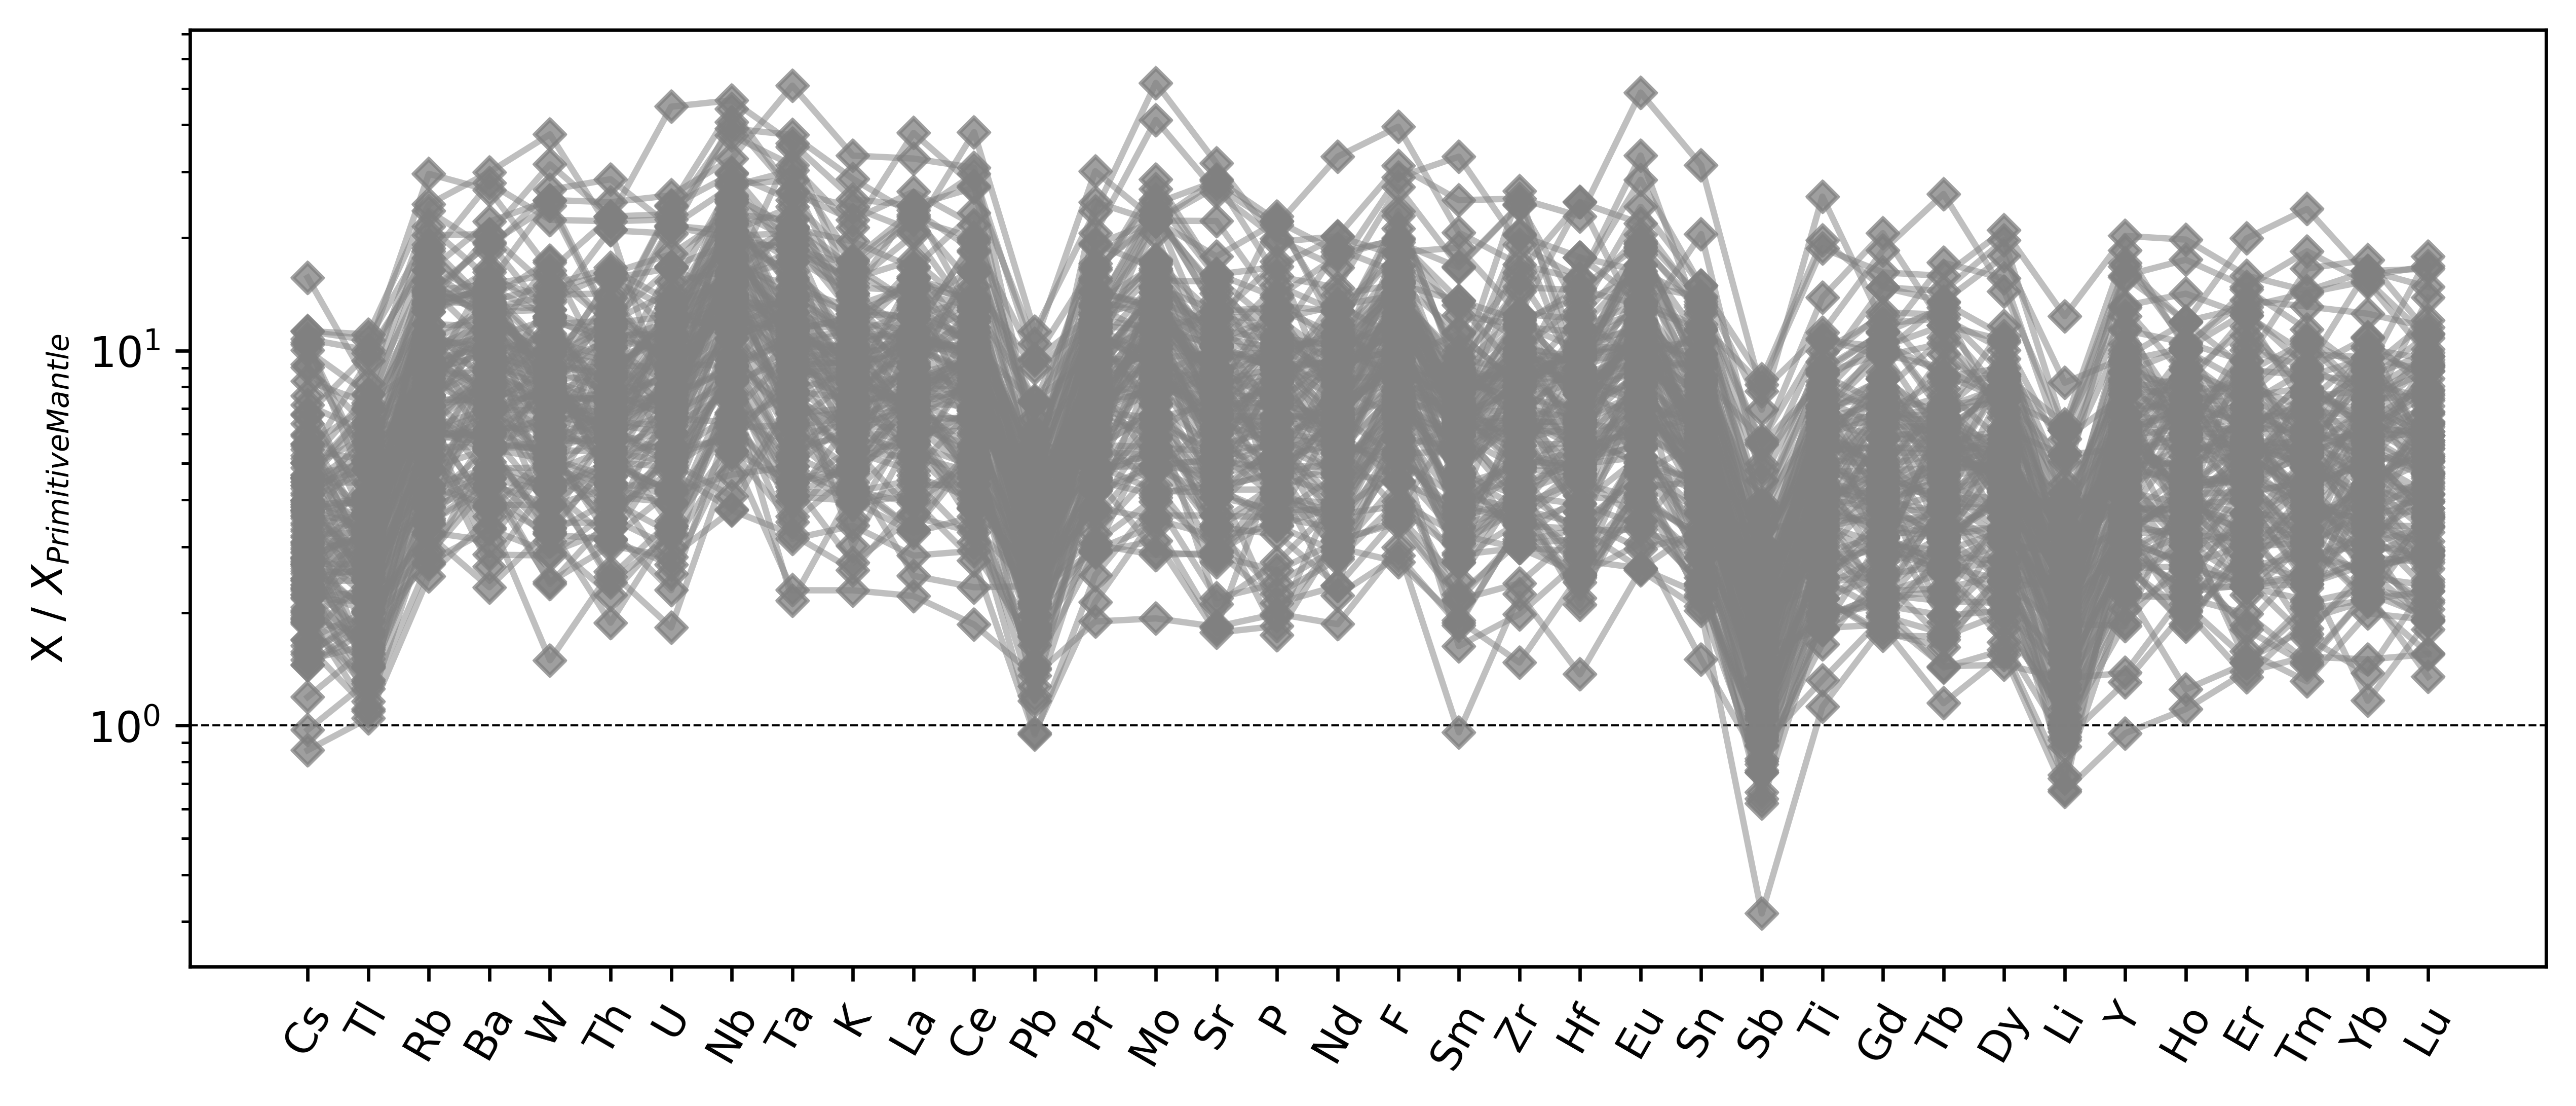 X / X_PrimitiveMantle
10^1
10^0
Cs Tl Rb Ba W Th U Nb Ta K La Ce Pb Pr Mo Sr P Nd F Sm Zr Hf Eu Sn Sb Ti Gd Tb Dy Li Y Ho Er Tm Yb Lu